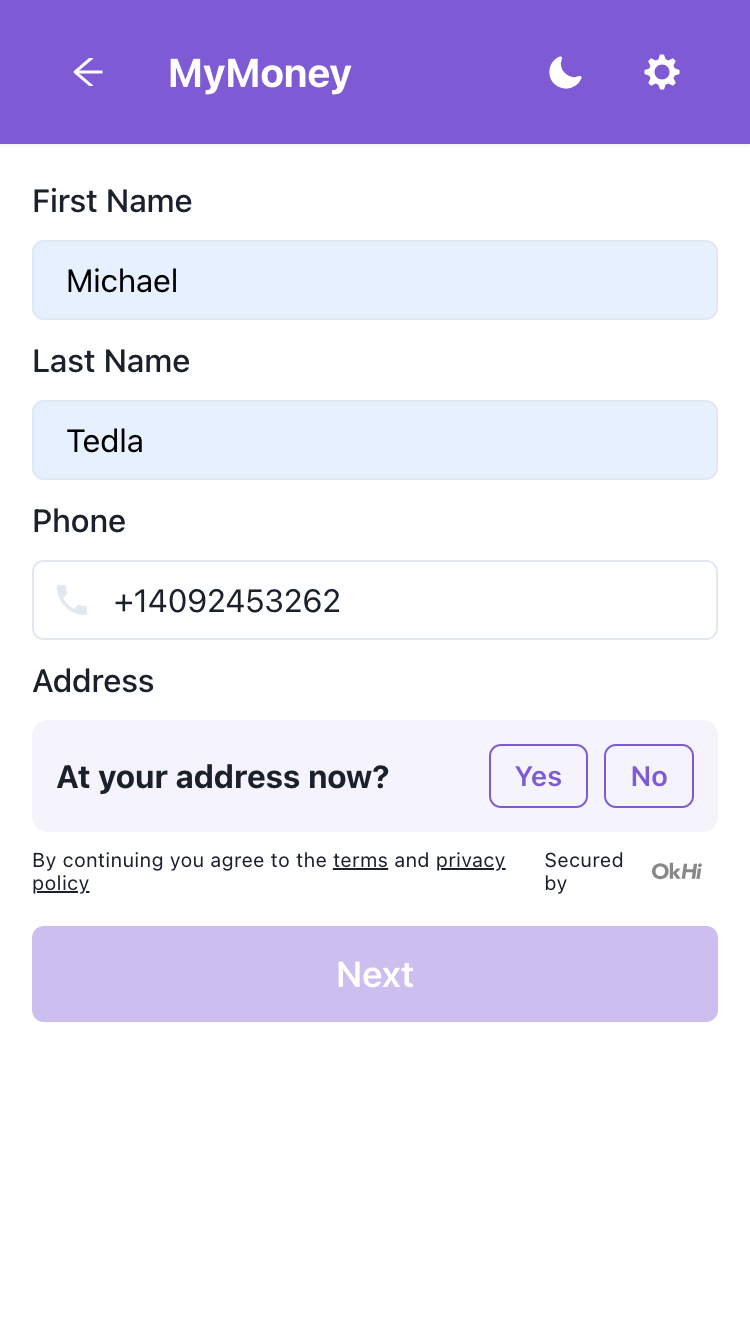 MyMoney
First Name
Michael
Last Name
Tedla
Phone
+14092453262
Address
At your address now?
Yes
No
By continuing you agree to the terms and privacy
policy
Secured
by
OkHi
Next